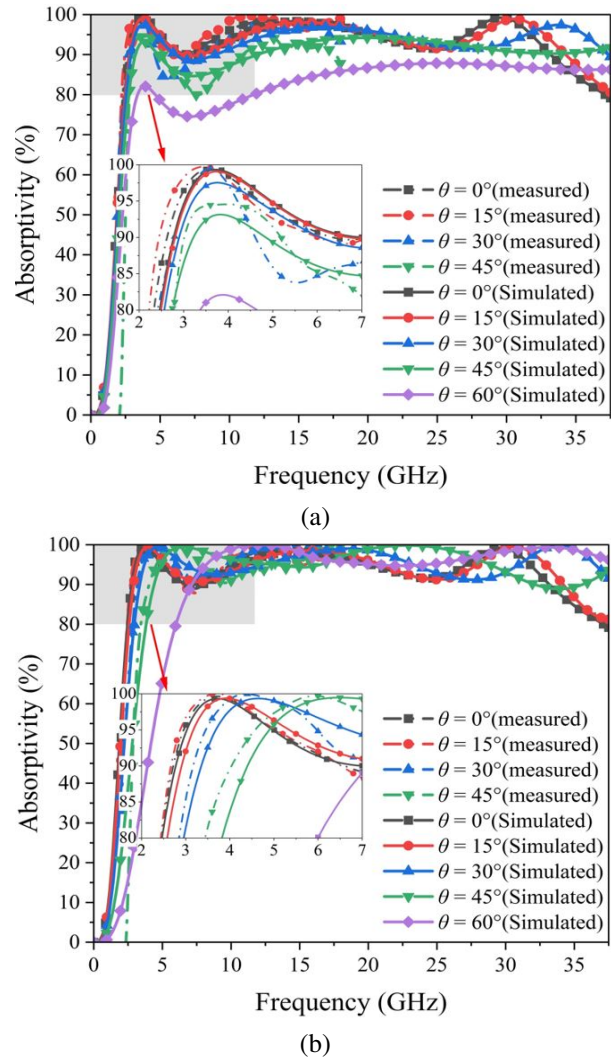 100
90
80
70
60
50
40
30
20
10
0
Absorptivity (%)
100
98
95
90
85
80
2 3 4 5 6 7
θ = 0°(measured)
θ = 15°(measured)
θ = 30°(measured)
θ = 45°(measured)
θ = 0°(Simulated)
θ = 15°(Simulated)
θ = 30°(Simulated)
θ = 45°(Simulated)
θ = 60°(Simulated)
0 5 10 15 20 25 30 35
Frequency (GHz)
(a)
100
90
80
70
60
50
40
30
20
10
0
Absorptivity (%)
100
98
95
90
85
80
2 3 4 5 6 7
θ = 0°(measured)
θ = 15°(measured)
θ = 30°(measured)
θ = 45°(measured)
θ = 0°(Simulated)
θ = 15°(Simulated)
θ = 30°(Simulated)
θ = 45°(Simulated)
θ = 60°(Simulated)
0 5 10 15 20 25 30 35
Frequency (GHz)
(b)